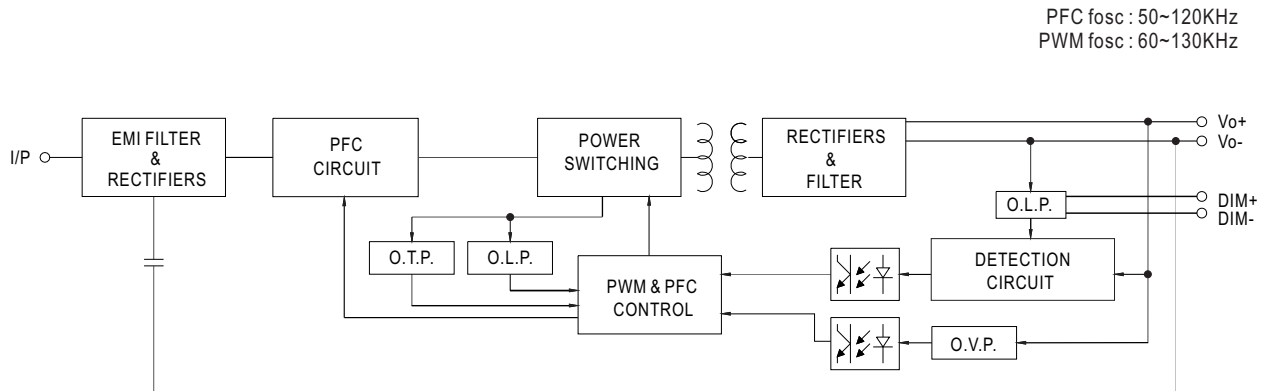 PFC fosc : 50~120KHz
PWM fosc : 60~130KHz
I/P
EMI FILTER
&
RECTIFIERS
PFC
CIRCUIT
POWER
SWITCHING
RECTIFIERS
&
FILTER
Vo+
Vo-
DIM+
DIM-
O.L.P.
O.T.P.
O.L.P.
PWM & PFC
CONTROL
DETECTION
CIRCUIT
O.V.P.